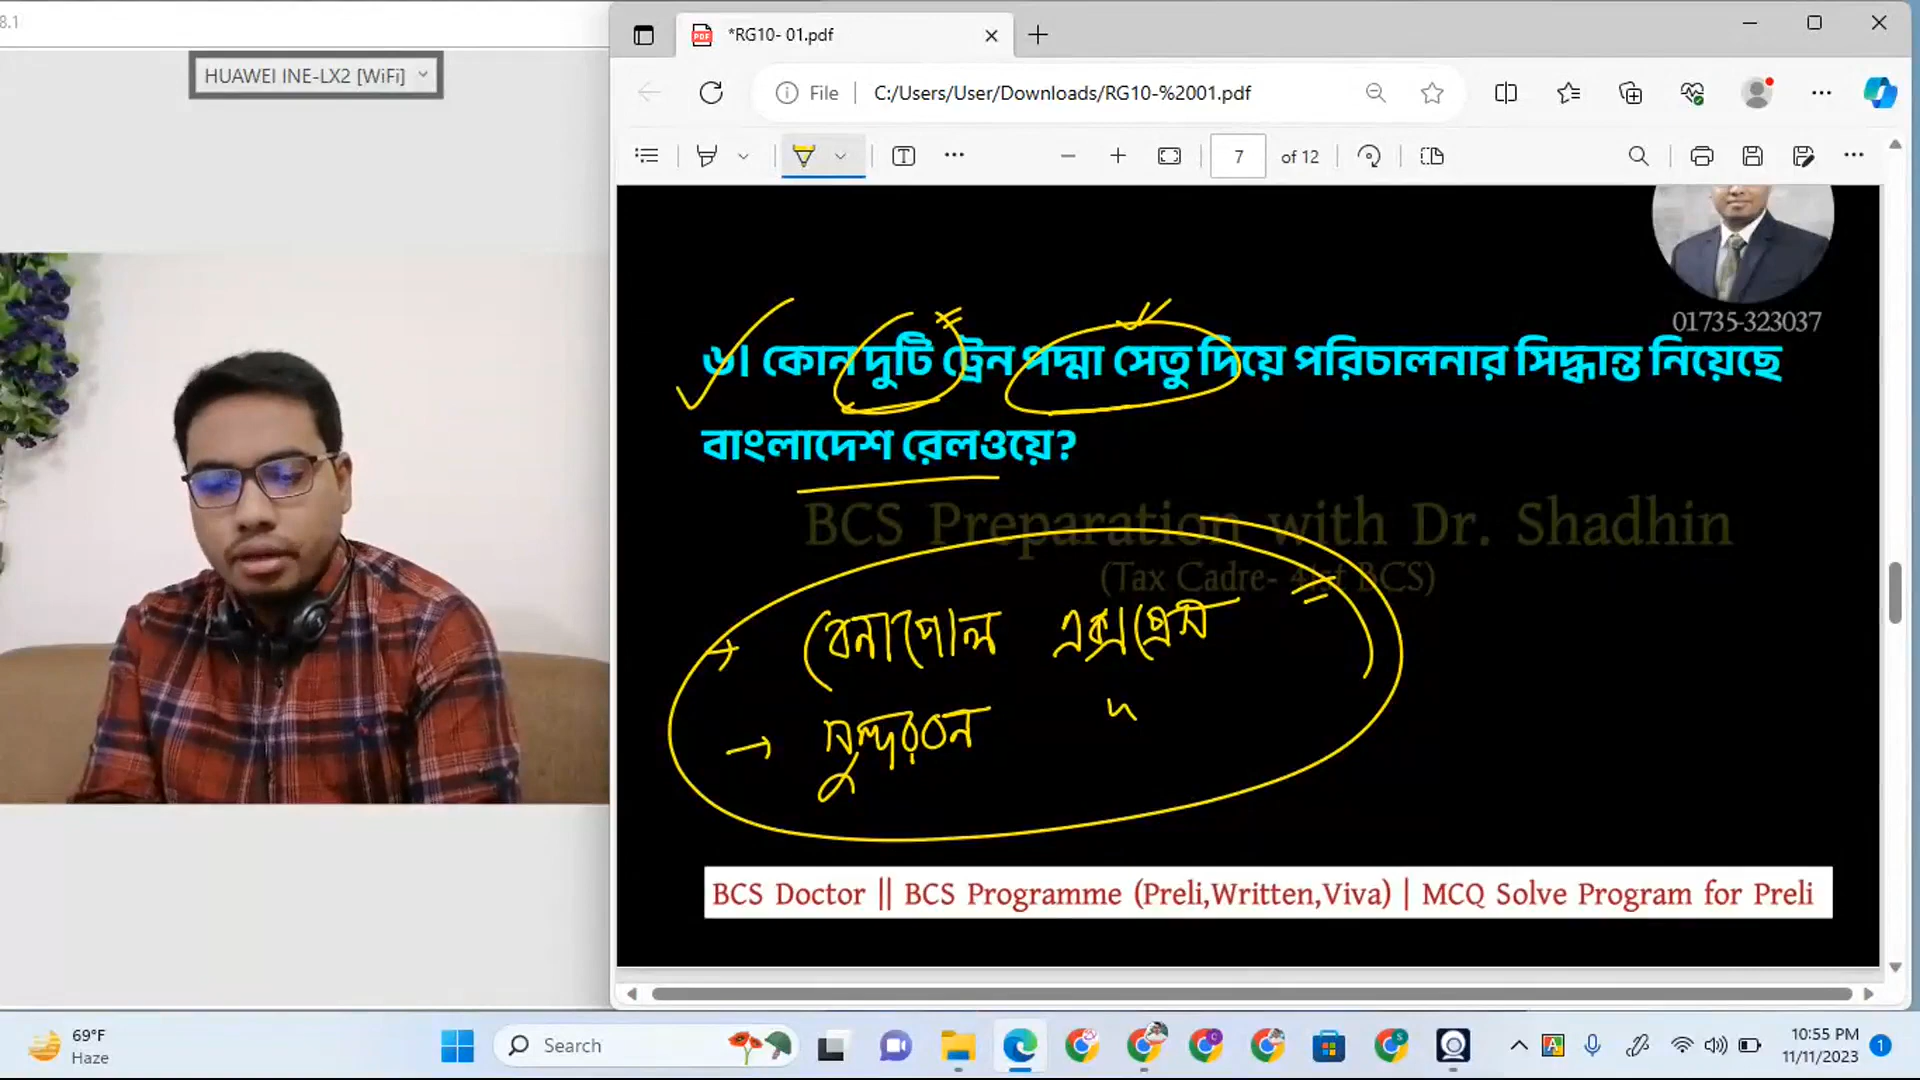 8.1
HUAWEI INE-LX2 [WiFi]
*RG10- 01.pdf
File
C:/Users/User/Downloads/RG10-%2001.pdf
7 of 12
01735-323037
৬। কোন দুটি ট্রেন পদ্মা সেতু দিয়ে পরিচালনার সিদ্ধান্ত নিয়েছে
বাংলাদেশ রেলওয়ে?
BCS Preparation with Dr. Shadhin
(Tax Cadre- 41st BCS)
→ বেনাপোল এক্সপ্রেস
→ সুন্দরবন "
BCS Doctor || BCS Programme (Preli,Written,Viva) | MCQ Solve Program for Preli
69°F
Haze
Search
10:55 PM
11/11/2023
1